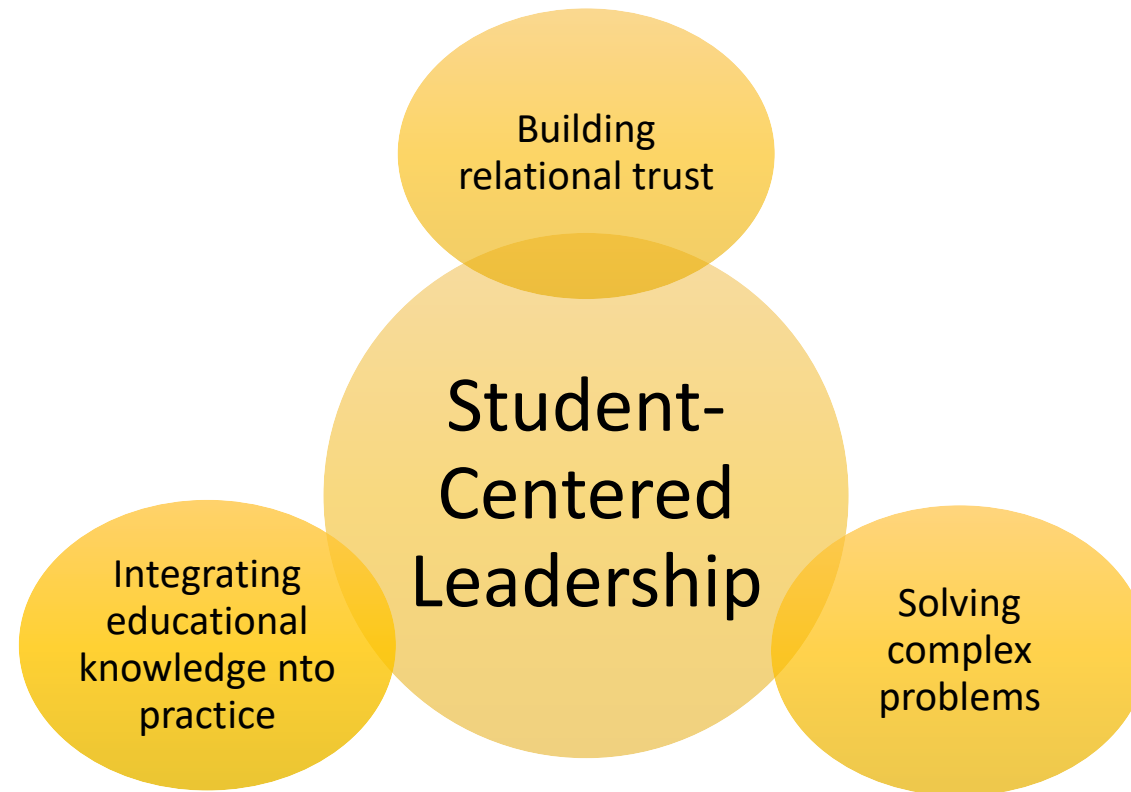 Building
relational trust
Student-
Centered
Leadership
Integrating
educational
knowledge nto
practice
Solving
complex
problems